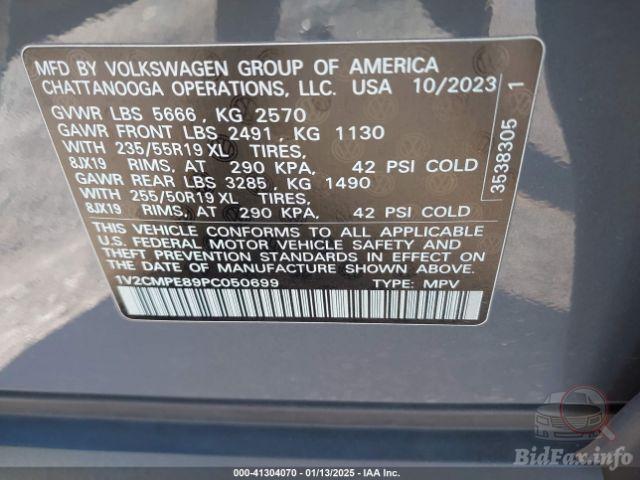 MFD BY VOLKSWAGEN GROUP OF AMERICA
CHATTANOOGA OPERATIONS, LLC. USA 10/2023
GVWR LBS 5666 , KG 2570
GAWR FRONT LBS 2491 , KG 1130
WITH 235/55R19 XL TIRES,
8JX19 RIMS, AT 290 KPA, 42 PSI COLD
GAWR REAR LBS 3285 , KG 1490
WITH 255/50R19 XL TIRES,
8JX19 RIMS, AT 290 KPA, 42 PSI COLD
THIS VEHICLE CONFORMS TO ALL APPLICABLE
U.S. FEDERAL MOTOR VEHICLE SAFETY AND
THEFT PREVENTION STANDARDS IN EFFECT ON
THE DATE OF MANUFACTURE SHOWN ABOVE.
1V2CMPE89PC050699 TYPE: MPV
3538305 1
BidFax.info
000-41304070 - 01/13/2025 - IAA Inc.